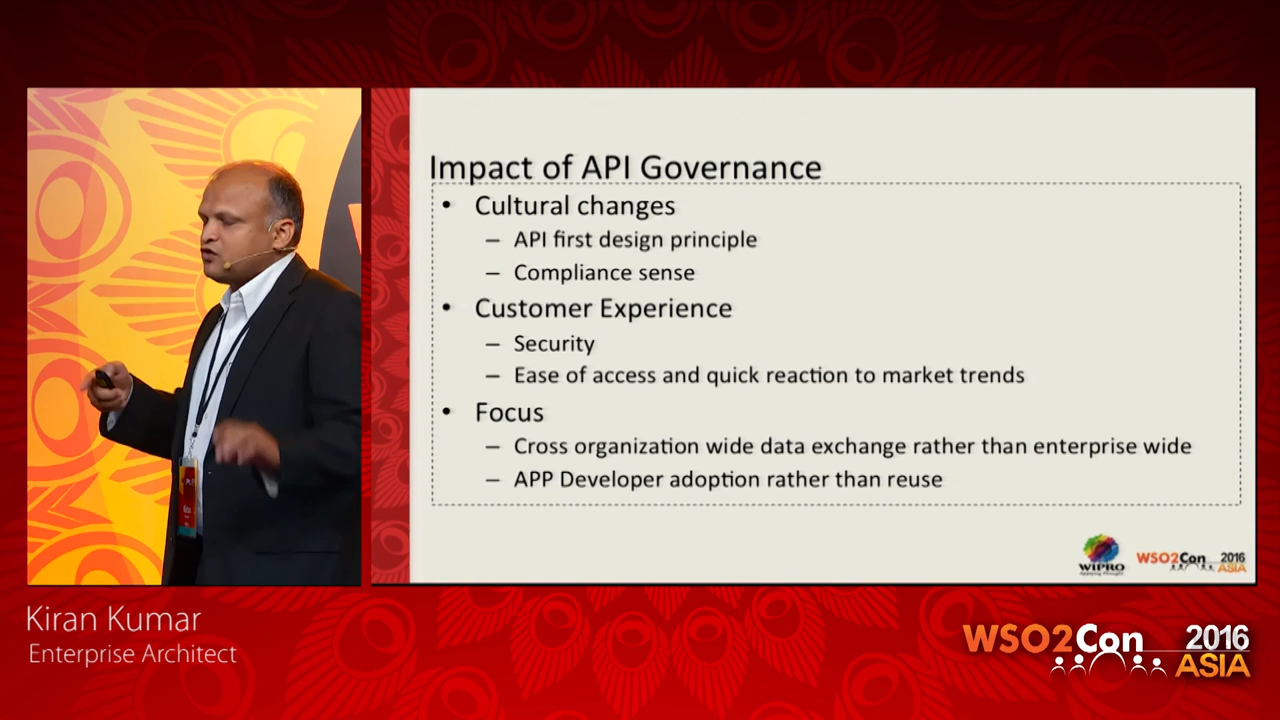 Impact of API Governance
• Cultural changes
– API first design principle
– Compliance sense
• Customer Experience
– Security
– Ease of access and quick reaction to market trends
• Focus
– Cross organization wide data exchange rather than enterprise wide
– APP Developer adoption rather than reuse
WIPRO
WSO2Con 2016
ASIA
Kiran Kumar
Enterprise Architect
WSO2Con 2016
ASIA